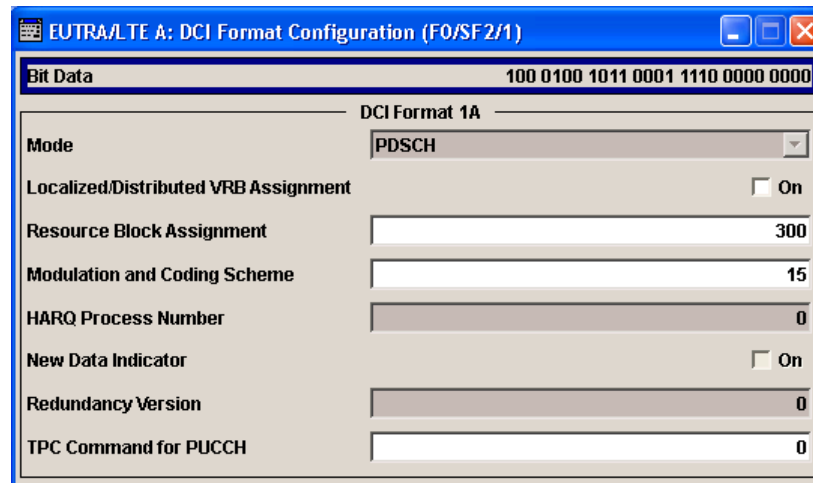 EUTRA/LTE A: DCI Format Configuration (F0/SF2/1)
Bit Data 100 0100 1011 0001 1110 0000 0000
DCI Format 1A
Mode PDSCH
Localized/Distributed VRB Assignment On
Resource Block Assignment 300
Modulation and Coding Scheme 15
HARQ Process Number 0
New Data Indicator On
Redundancy Version 0
TPC Command for PUCCH 0